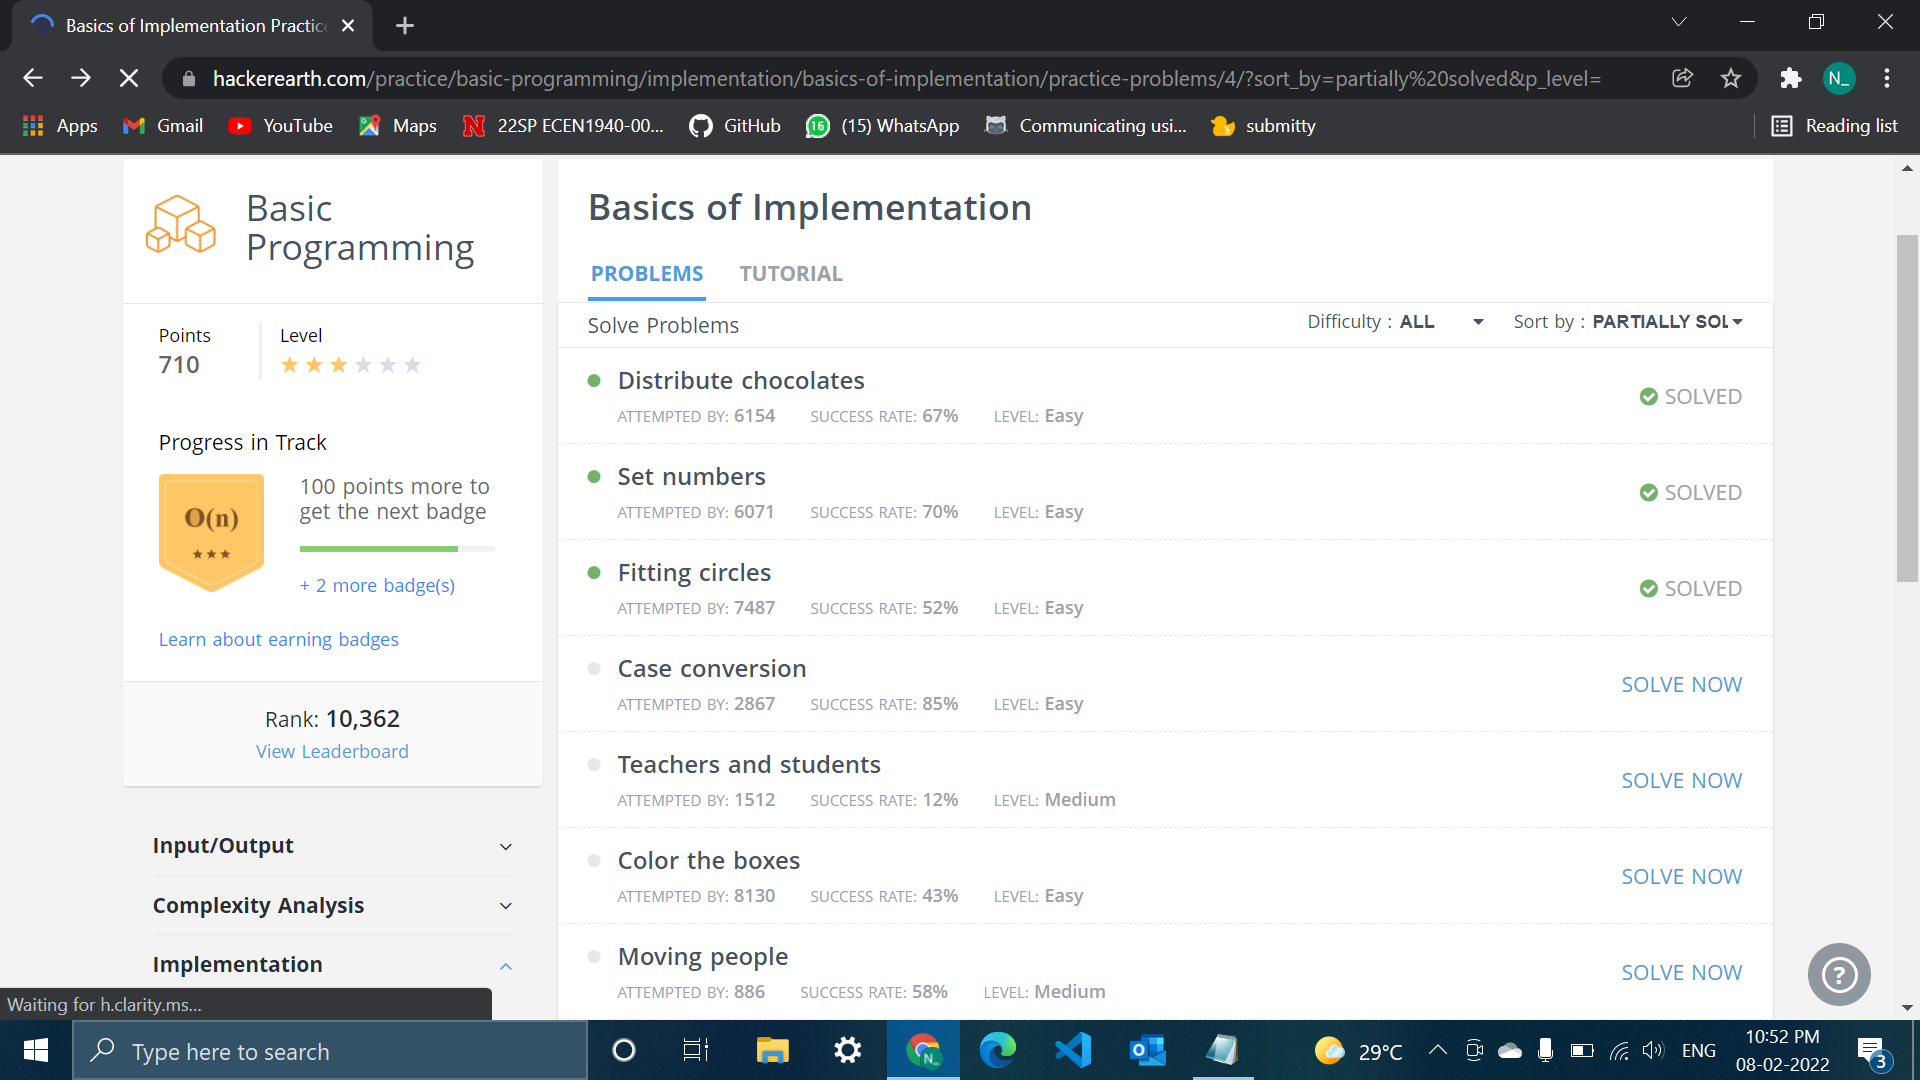 Basics of Implementation Practic
hackerearth.com/practice/basic-programming/implementation/basics-of-implementation/practice-problems/4/?sort_by=partially%20solved&p_level=
N_
Apps
Gmail
YouTube
Maps
22SP ECEN1940-00...
GitHub
16
(15) WhatsApp
Communicating usi...
submitty
Reading list
Basic
Programming
Points
710
Level
Progress in Track
O(n)
100 points more to
get the next badge
+ 2 more badge(s)
Learn about earning badges
Rank: 10,362
View Leaderboard
Input/Output
Complexity Analysis
Implementation
Basics of Implementation
PROBLEMS TUTORIAL
Solve Problems
Difficulty : ALL
Sort by : PARTIALLY SOL
Distribute chocolates
ATTEMPTED BY: 6154 SUCCESS RATE: 67% LEVEL: Easy
SOLVED
Set numbers
ATTEMPTED BY: 6071 SUCCESS RATE: 70% LEVEL: Easy
SOLVED
Fitting circles
ATTEMPTED BY: 7487 SUCCESS RATE: 52% LEVEL: Easy
SOLVED
Case conversion
ATTEMPTED BY: 2867 SUCCESS RATE: 85% LEVEL: Easy
SOLVE NOW
Teachers and students
ATTEMPTED BY: 1512 SUCCESS RATE: 12% LEVEL: Medium
SOLVE NOW
Color the boxes
ATTEMPTED BY: 8130 SUCCESS RATE: 43% LEVEL: Easy
SOLVE NOW
Moving people
ATTEMPTED BY: 886 SUCCESS RATE: 58% LEVEL: Medium
SOLVE NOW
?
Waiting for h.clarity.ms...
Type here to search
N_
29°C
ENG
10:52 PM
08-02-2022
3